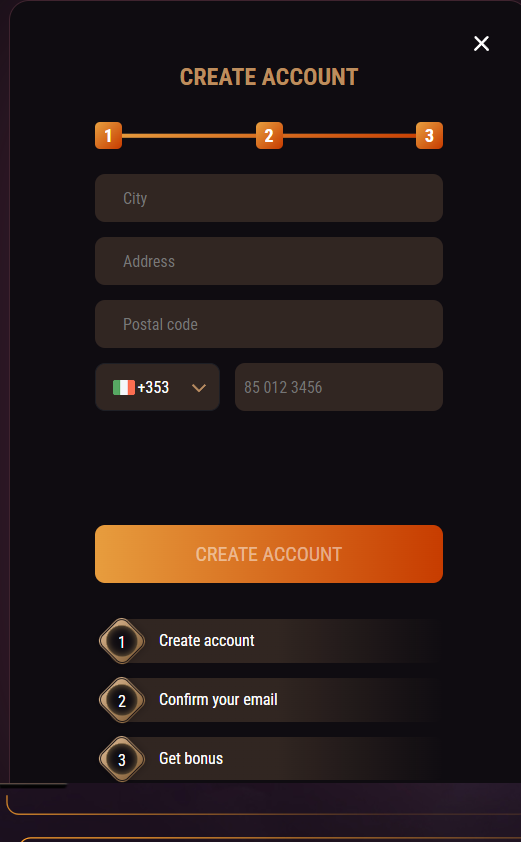 CREATE ACCOUNT
1 2 3
City
Address
Postal code
+353 85 012 3456
CREATE ACCOUNT
1 Create account
2 Confirm your email
3 Get bonus